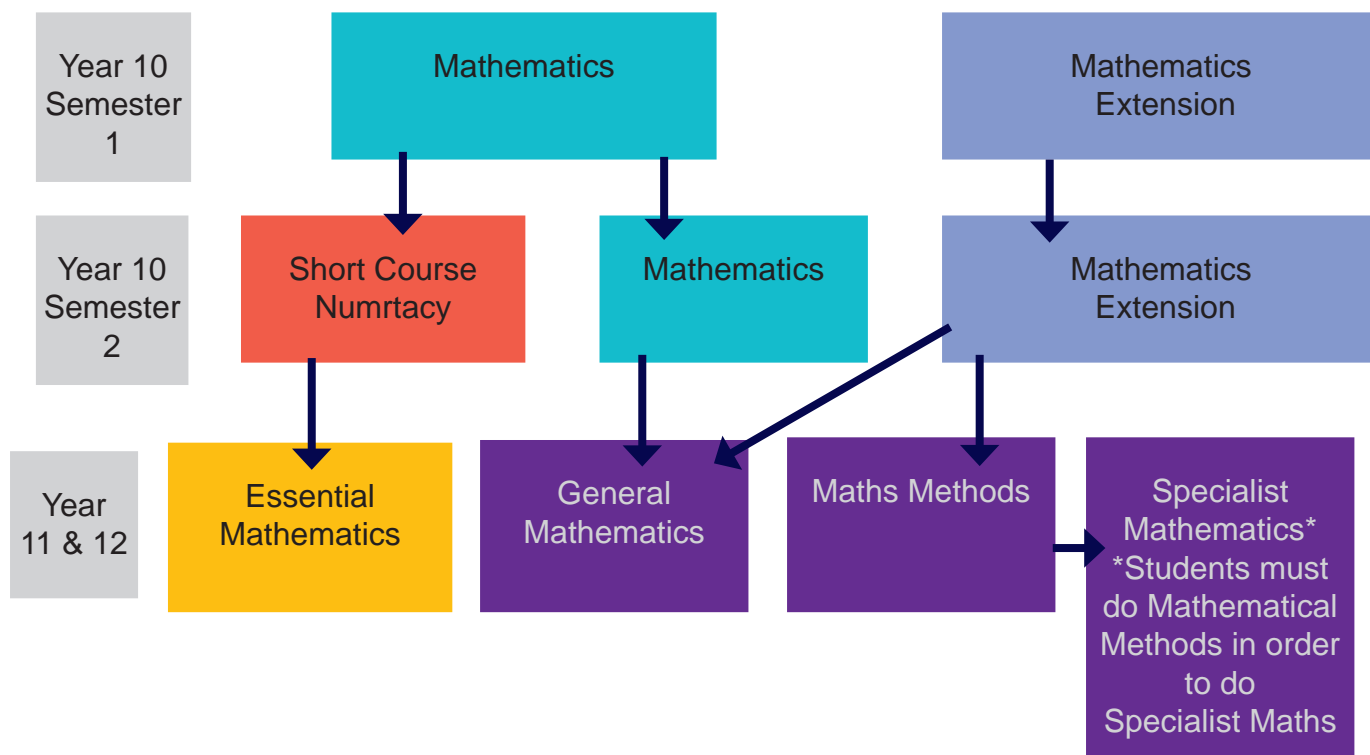 Year 10
Semester
1
Mathematics
Mathematics
Extension
Year 10
Semester
2
Short Course
Numrtacy
Mathematics
Mathematics
Extension
Year
11 & 12
Essential
Mathematics
General
Mathematics
Maths Methods
Specialist
Mathematics*
*Students must
do Mathematical
Methods in order
to do
Specialist Maths